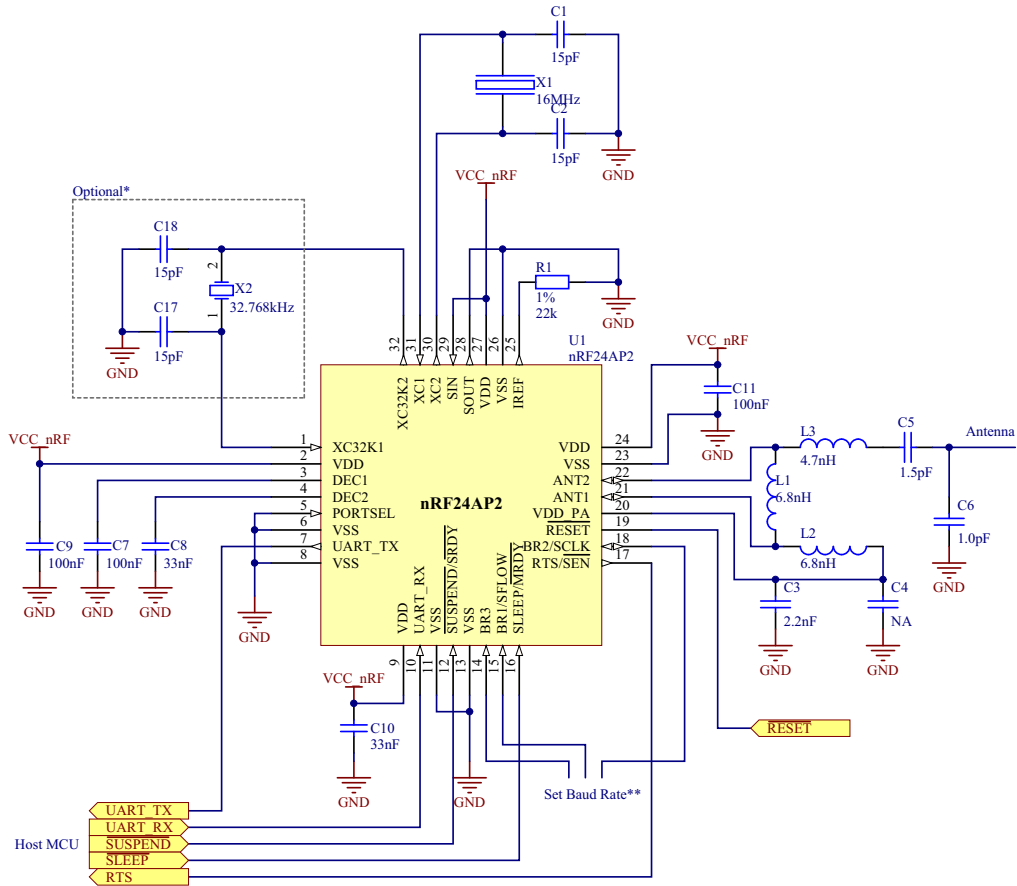 C1
15pF
X1
16MHz
C2
15pF
GND
VCC_nRF
Optional*
C18
15pF
2
X2
32.768kHz
C17
1
15pF
GND
R1
1%
22k
GND
U1
nRF24AP2
VCC_nRF
C11
100nF
GND
32 31 30 29 28 27 26 25
XC32K2 XC1 XC2 SIN SOUT VDD VSS IREF
1 XC32K1
2 VDD
3 DEC1
4 DEC2
5 PORTSEL
6 VSS
7 UART_TX
8 VSS
nRF24AP2
VDD 24
VSS 23
ANT2 22
ANT1 21
VDD_PA 20
RESET 19
BR2/SCLK 18
RTS/SEN 17
VDD UART_RX VSS SUSPEND/SRDY VSS BR3 BR1/SFLOW SLEEP/MRDY
9 10 11 12 13 14 15 16
VCC_nRF
C9
100nF
GND
C7
100nF
GND
C8
33nF
GND
GND
L3
4.7nH
C5
1.5pF
Antenna
L1
6.8nH
L2
6.8nH
C6
1.0pF
GND
C3
2.2nF
GND
C4
NA
GND
VCC_nRF
C10
33nF
GND
GND
RESET
Set Baud Rate**
Host MCU
UART_TX
UART_RX
SUSPEND
SLEEP
RTS